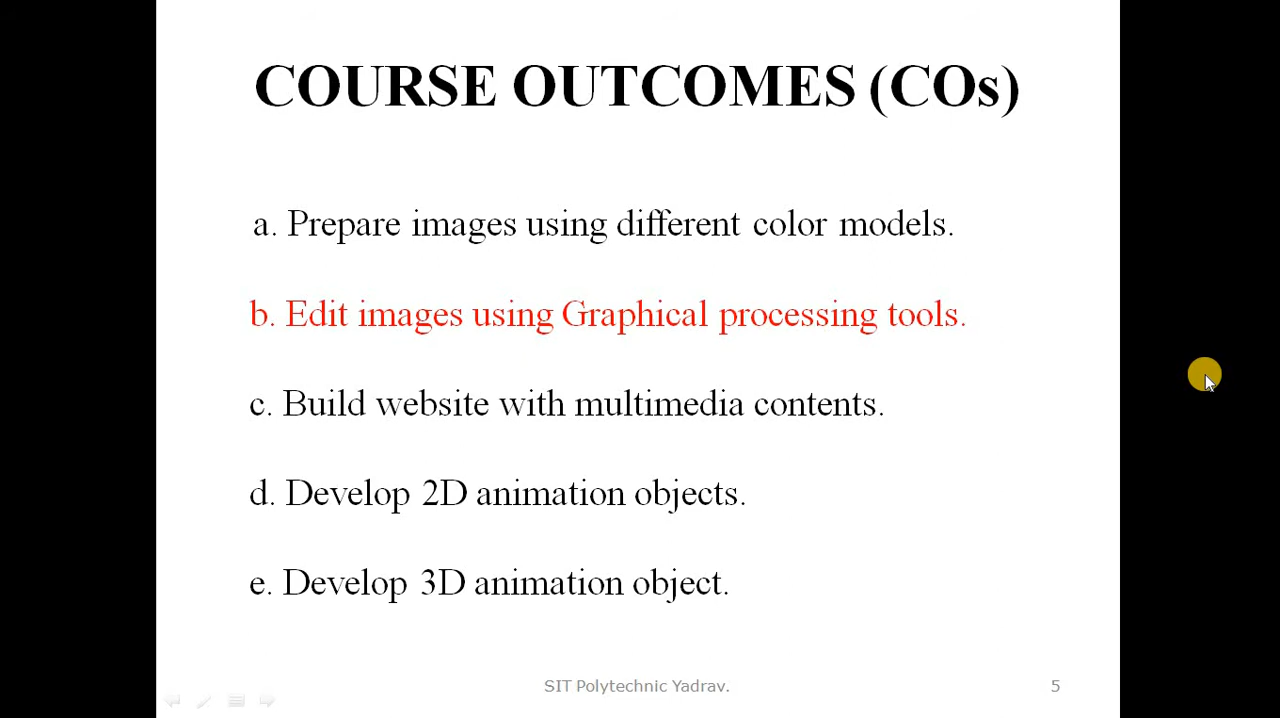 COURSE OUTCOMES (COs)
a. Prepare images using different color models.
b. Edit images using Graphical processing tools.
c. Build website with multimedia contents.
d. Develop 2D animation objects.
e. Develop 3D animation object.
SIT Polytechnic Yadrav.
5